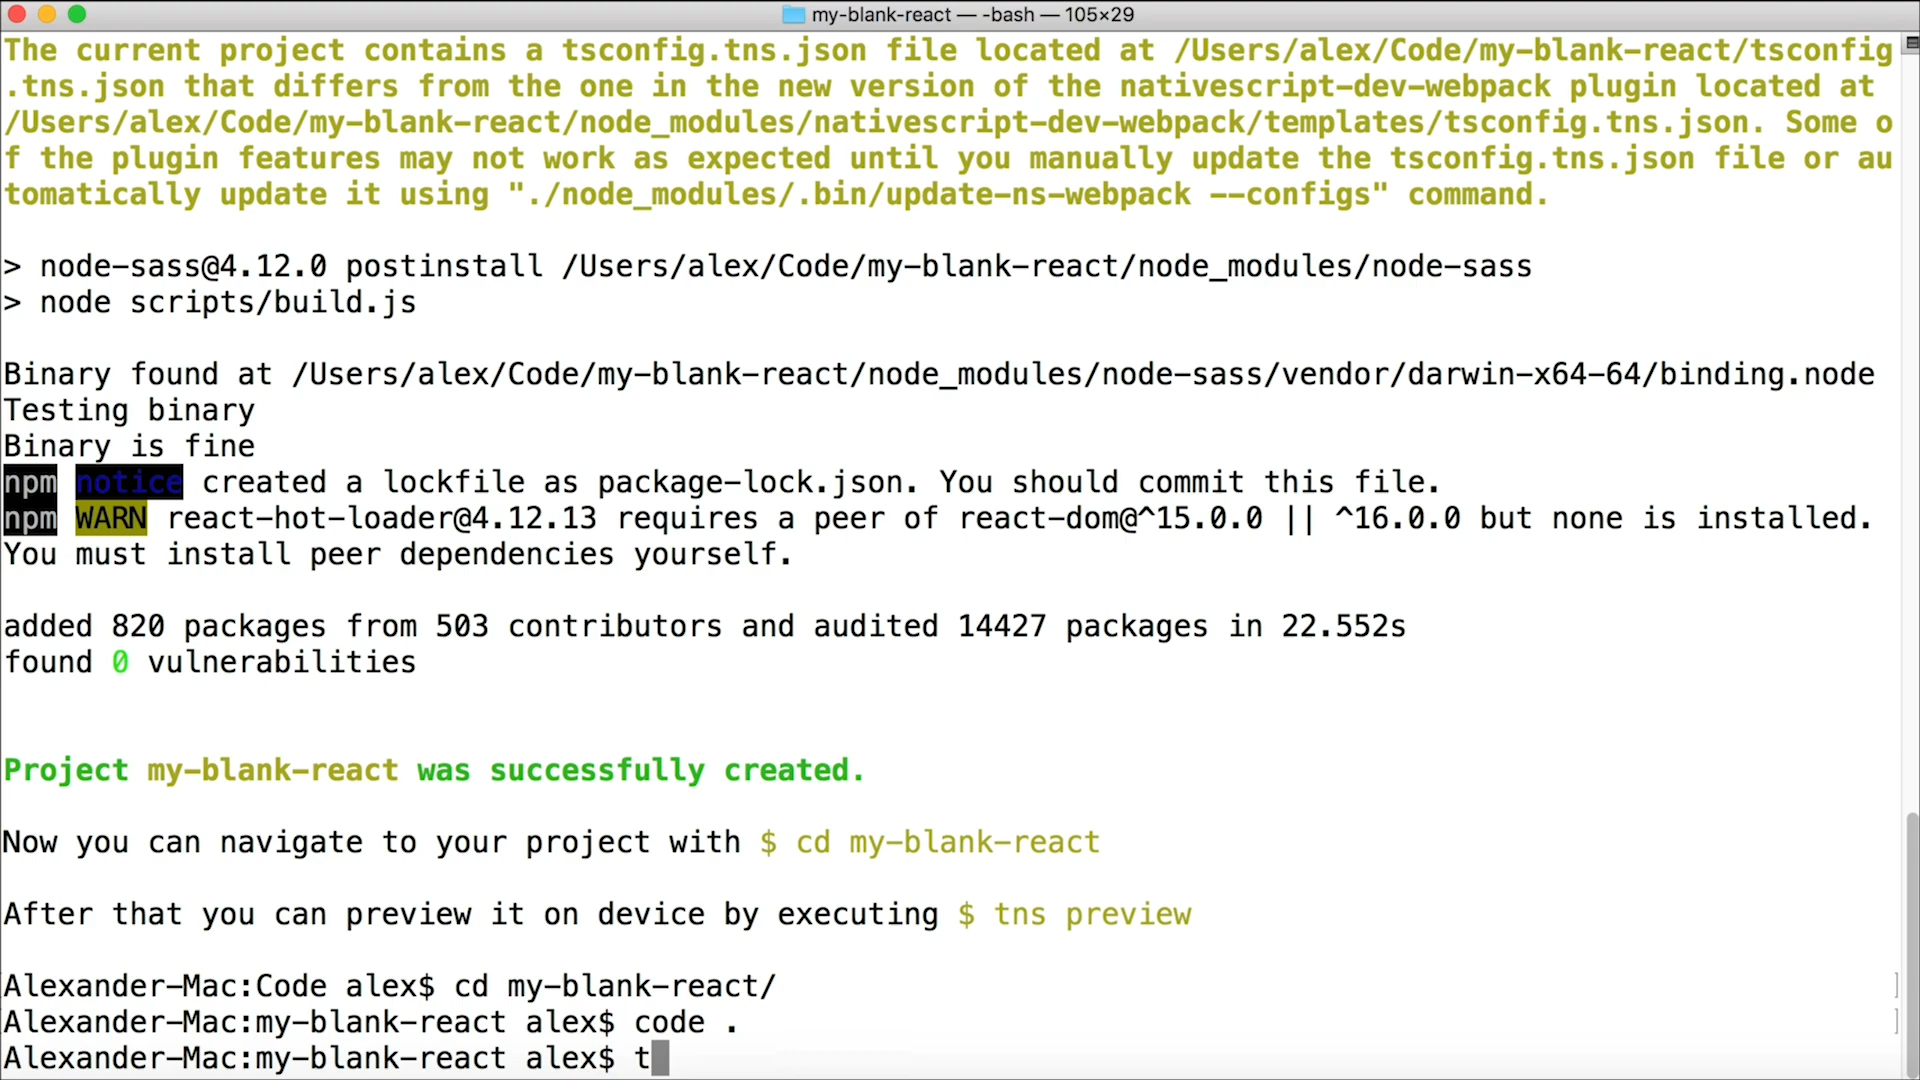 my-blank-react — -bash — 105×29
The current project contains a tsconfig.tns.json file located at /Users/alex/Code/my-blank-react/tsconfig
.tns.json that differs from the one in the new version of the nativescript-dev-webpack plugin located at
/Users/alex/Code/my-blank-react/node_modules/nativescript-dev-webpack/templates/tsconfig.tns.json. Some o
f the plugin features may not work as expected until you manually update the tsconfig.tns.json file or au
tomatically update it using "./node_modules/.bin/update-ns-webpack --configs" command.
> node-sass@4.12.0 postinstall /Users/alex/Code/my-blank-react/node_modules/node-sass
> node scripts/build.js
Binary found at /Users/alex/Code/my-blank-react/node_modules/node-sass/vendor/darwin-x64-64/binding.node
Testing binary
Binary is fine
npm notice created a lockfile as package-lock.json. You should commit this file.
npm WARN react-hot-loader@4.12.13 requires a peer of react-dom@^15.0.0 || ^16.0.0 but none is installed.
You must install peer dependencies yourself.
added 820 packages from 503 contributors and audited 14427 packages in 22.552s
found 0 vulnerabilities
Project my-blank-react was successfully created.
Now you can navigate to your project with $ cd my-blank-react
After that you can preview it on device by executing $ tns preview
Alexander-Mac:Code alex$ cd my-blank-react/
Alexander-Mac:my-blank-react alex$ code .
Alexander-Mac:my-blank-react alex$ t